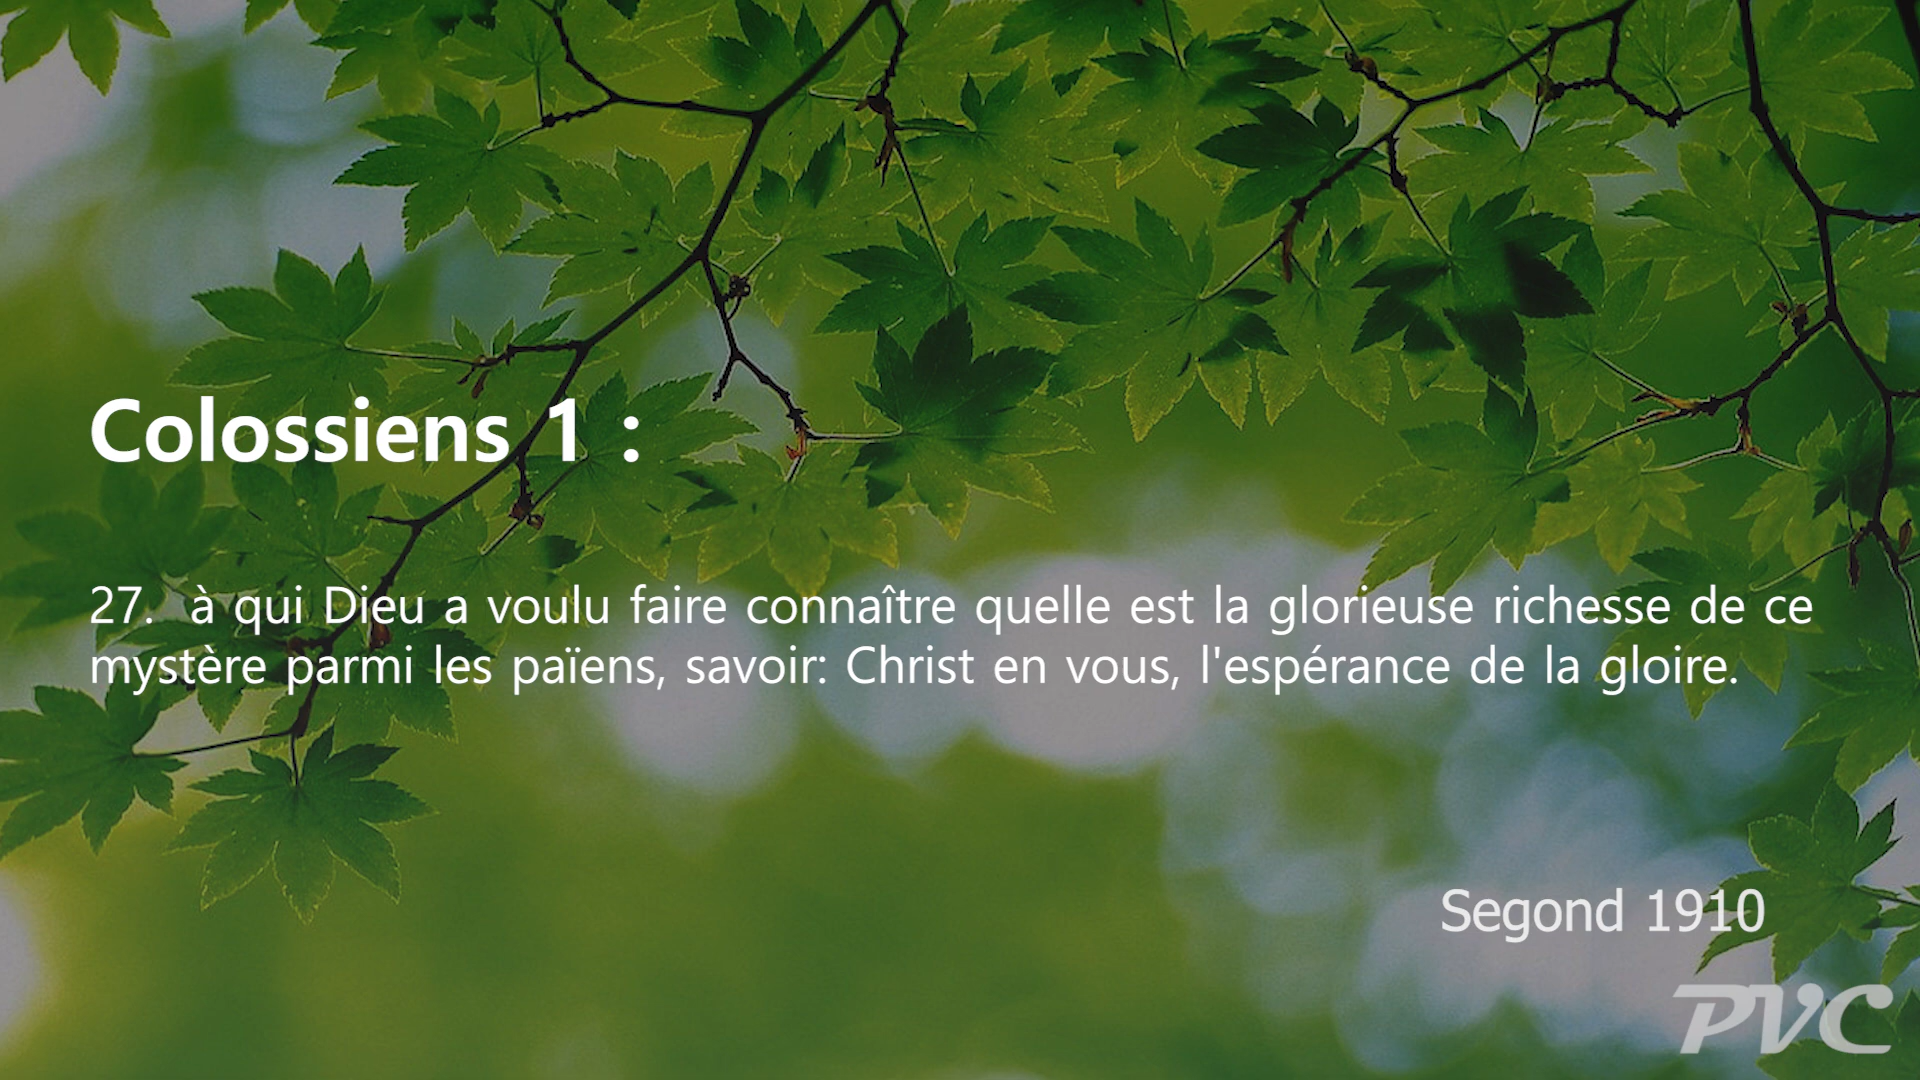 Colossiens 1 :
27.  à qui Dieu a voulu faire connaître quelle est la glorieuse richesse de ce
mystère parmi les païens, savoir: Christ en vous, l'espérance de la gloire.
Segond 1910
PVC